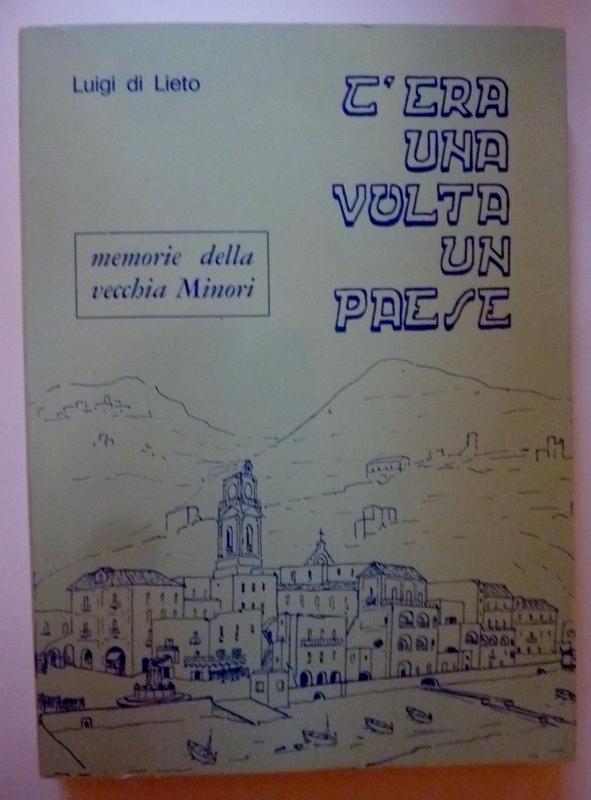 Luigi di Lieto
C'ERA
UNA
VOLTA
UN
PAESE
memorie della
vecchia Minori